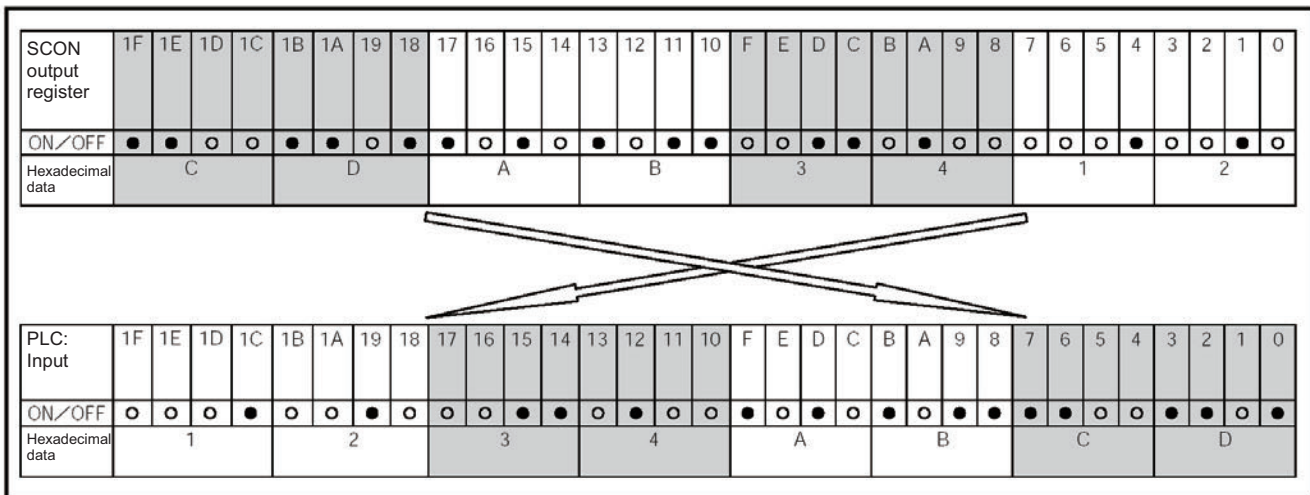 SCON output register 1F 1E 1D 1C 1B 1A 19 18 17 16 15 14 13 12 11 10 F E D C B A 9 8 7 6 5 4 3 2 1 0
ON/OFF ● ● ○ ○ ● ● ○ ● ● ○ ● ○ ● ○ ● ● ○ ○ ● ● ○ ● ○ ○ ○ ○ ○ ● ○ ○ ● ○
Hexadecimal data C D A B 3 4 1 2
PLC: Input 1F 1E 1D 1C 1B 1A 19 18 17 16 15 14 13 12 11 10 F E D C B A 9 8 7 6 5 4 3 2 1 0
ON/OFF ○ ○ ○ ● ○ ○ ● ○ ○ ○ ● ● ○ ● ○ ○ ● ○ ● ○ ● ○ ● ● ● ● ○ ○ ● ● ○ ●
Hexadecimal data 1 2 3 4 A B C D